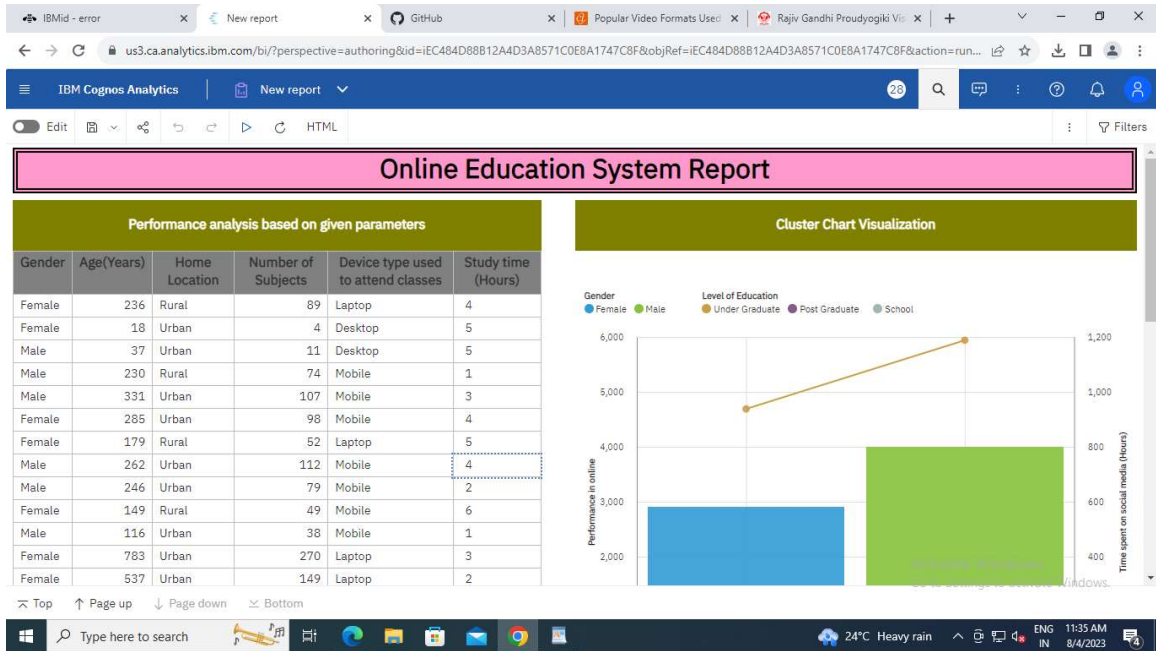 IBMid - error
New report
GitHub
Popular Video Formats Used
Rajiv Gandhi Proudyogiki Vis
us3.ca.analytics.ibm.com/bi/?perspective=authoring&id=iEC484D88B12A4D3A8571C0E8A1747C8F&objRef=iEC484D88B12A4D3A8571C0E8A1747C8F&action=run...
IBM Cognos Analytics
New report
28
Edit
HTML
Filters
Online Education System Report
Performance analysis based on given parameters
Gender Age(Years) Home Location Number of Subjects Device type used to attend classes Study time (Hours)
Female 236 Rural 89 Laptop 4
Female 18 Urban 4 Desktop 5
Male 37 Urban 11 Desktop 5
Male 230 Rural 74 Mobile 1
Male 331 Urban 107 Mobile 3
Female 285 Urban 98 Mobile 4
Female 179 Rural 52 Laptop 5
Male 262 Urban 112 Mobile 4
Male 246 Urban 79 Mobile 2
Female 149 Rural 49 Mobile 6
Male 116 Urban 38 Mobile 1
Female 783 Urban 270 Laptop 3
Female 537 Urban 149 Laptop 2
Cluster Chart Visualization
Gender
Female Male
Level of Education
Under Graduate Post Graduate School
6,000
5,000
4,000
3,000
2,000
Performance in online
1,200
1,000
800
600
400
Time spent on social media (Hours)
Top Page up Page down Bottom
Type here to search
24°C Heavy rain
ENG
IN
11:35 AM
8/4/2023
4